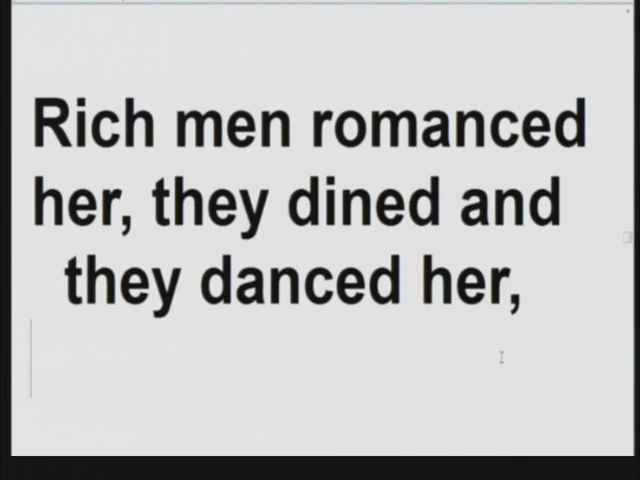 Rich men romanced
her, they dined and
they danced her,